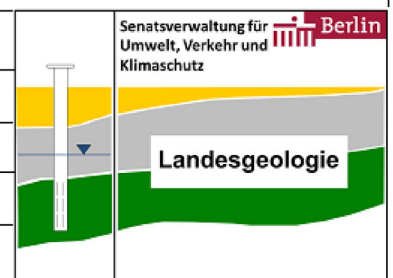 Senatsverwaltung für
Umwelt, Verkehr und
Klimaschutz
Berlin
Landesgeologie